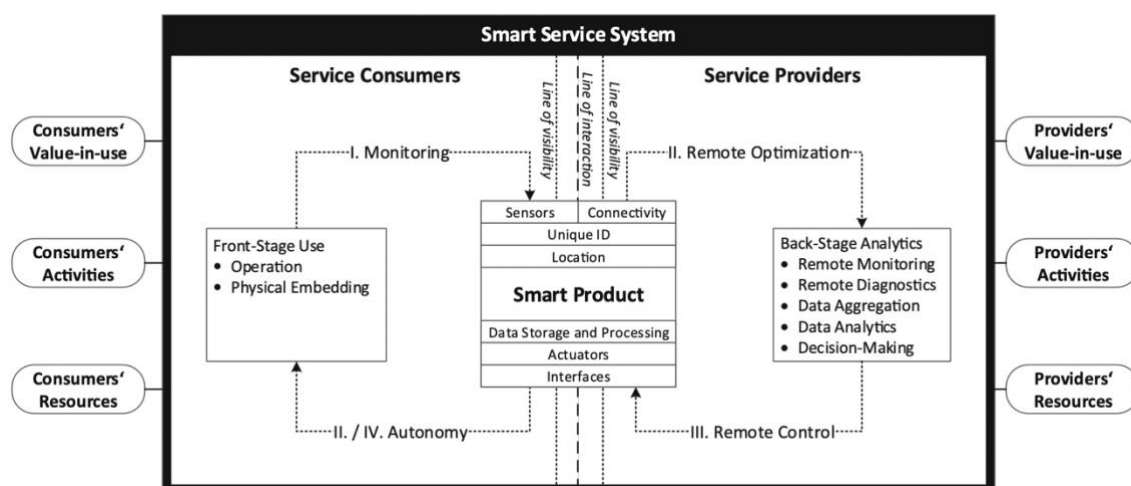 Smart Service System
Service Consumers
Service Providers
Line of visibility
Line of interaction
Line of visibility
Consumers‘
Value-in-use
Consumers‘
Activities
Consumers‘
Resources
I. Monitoring
II. Remote Optimization
Front-Stage Use
• Operation
• Physical Embedding
Sensors
Connectivity
Unique ID
Location
Smart Product
Data Storage and Processing
Actuators
Interfaces
Back-Stage Analytics
• Remote Monitoring
• Remote Diagnostics
• Data Aggregation
• Data Analytics
• Decision-Making
II. / IV. Autonomy
III. Remote Control
Providers‘
Value-in-use
Providers‘
Activities
Providers‘
Resources